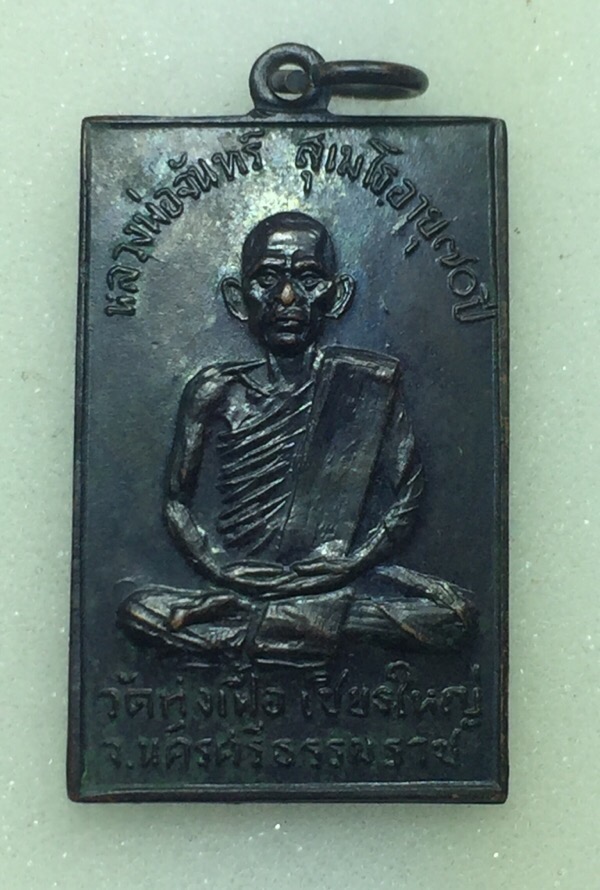 หลวงพ่อจันทร์ สุเมโธ อายุ๗๐ปี
วัดทุ่งเฟื้อ เชียรใหญ่
จ.นครศรีธรรมราช